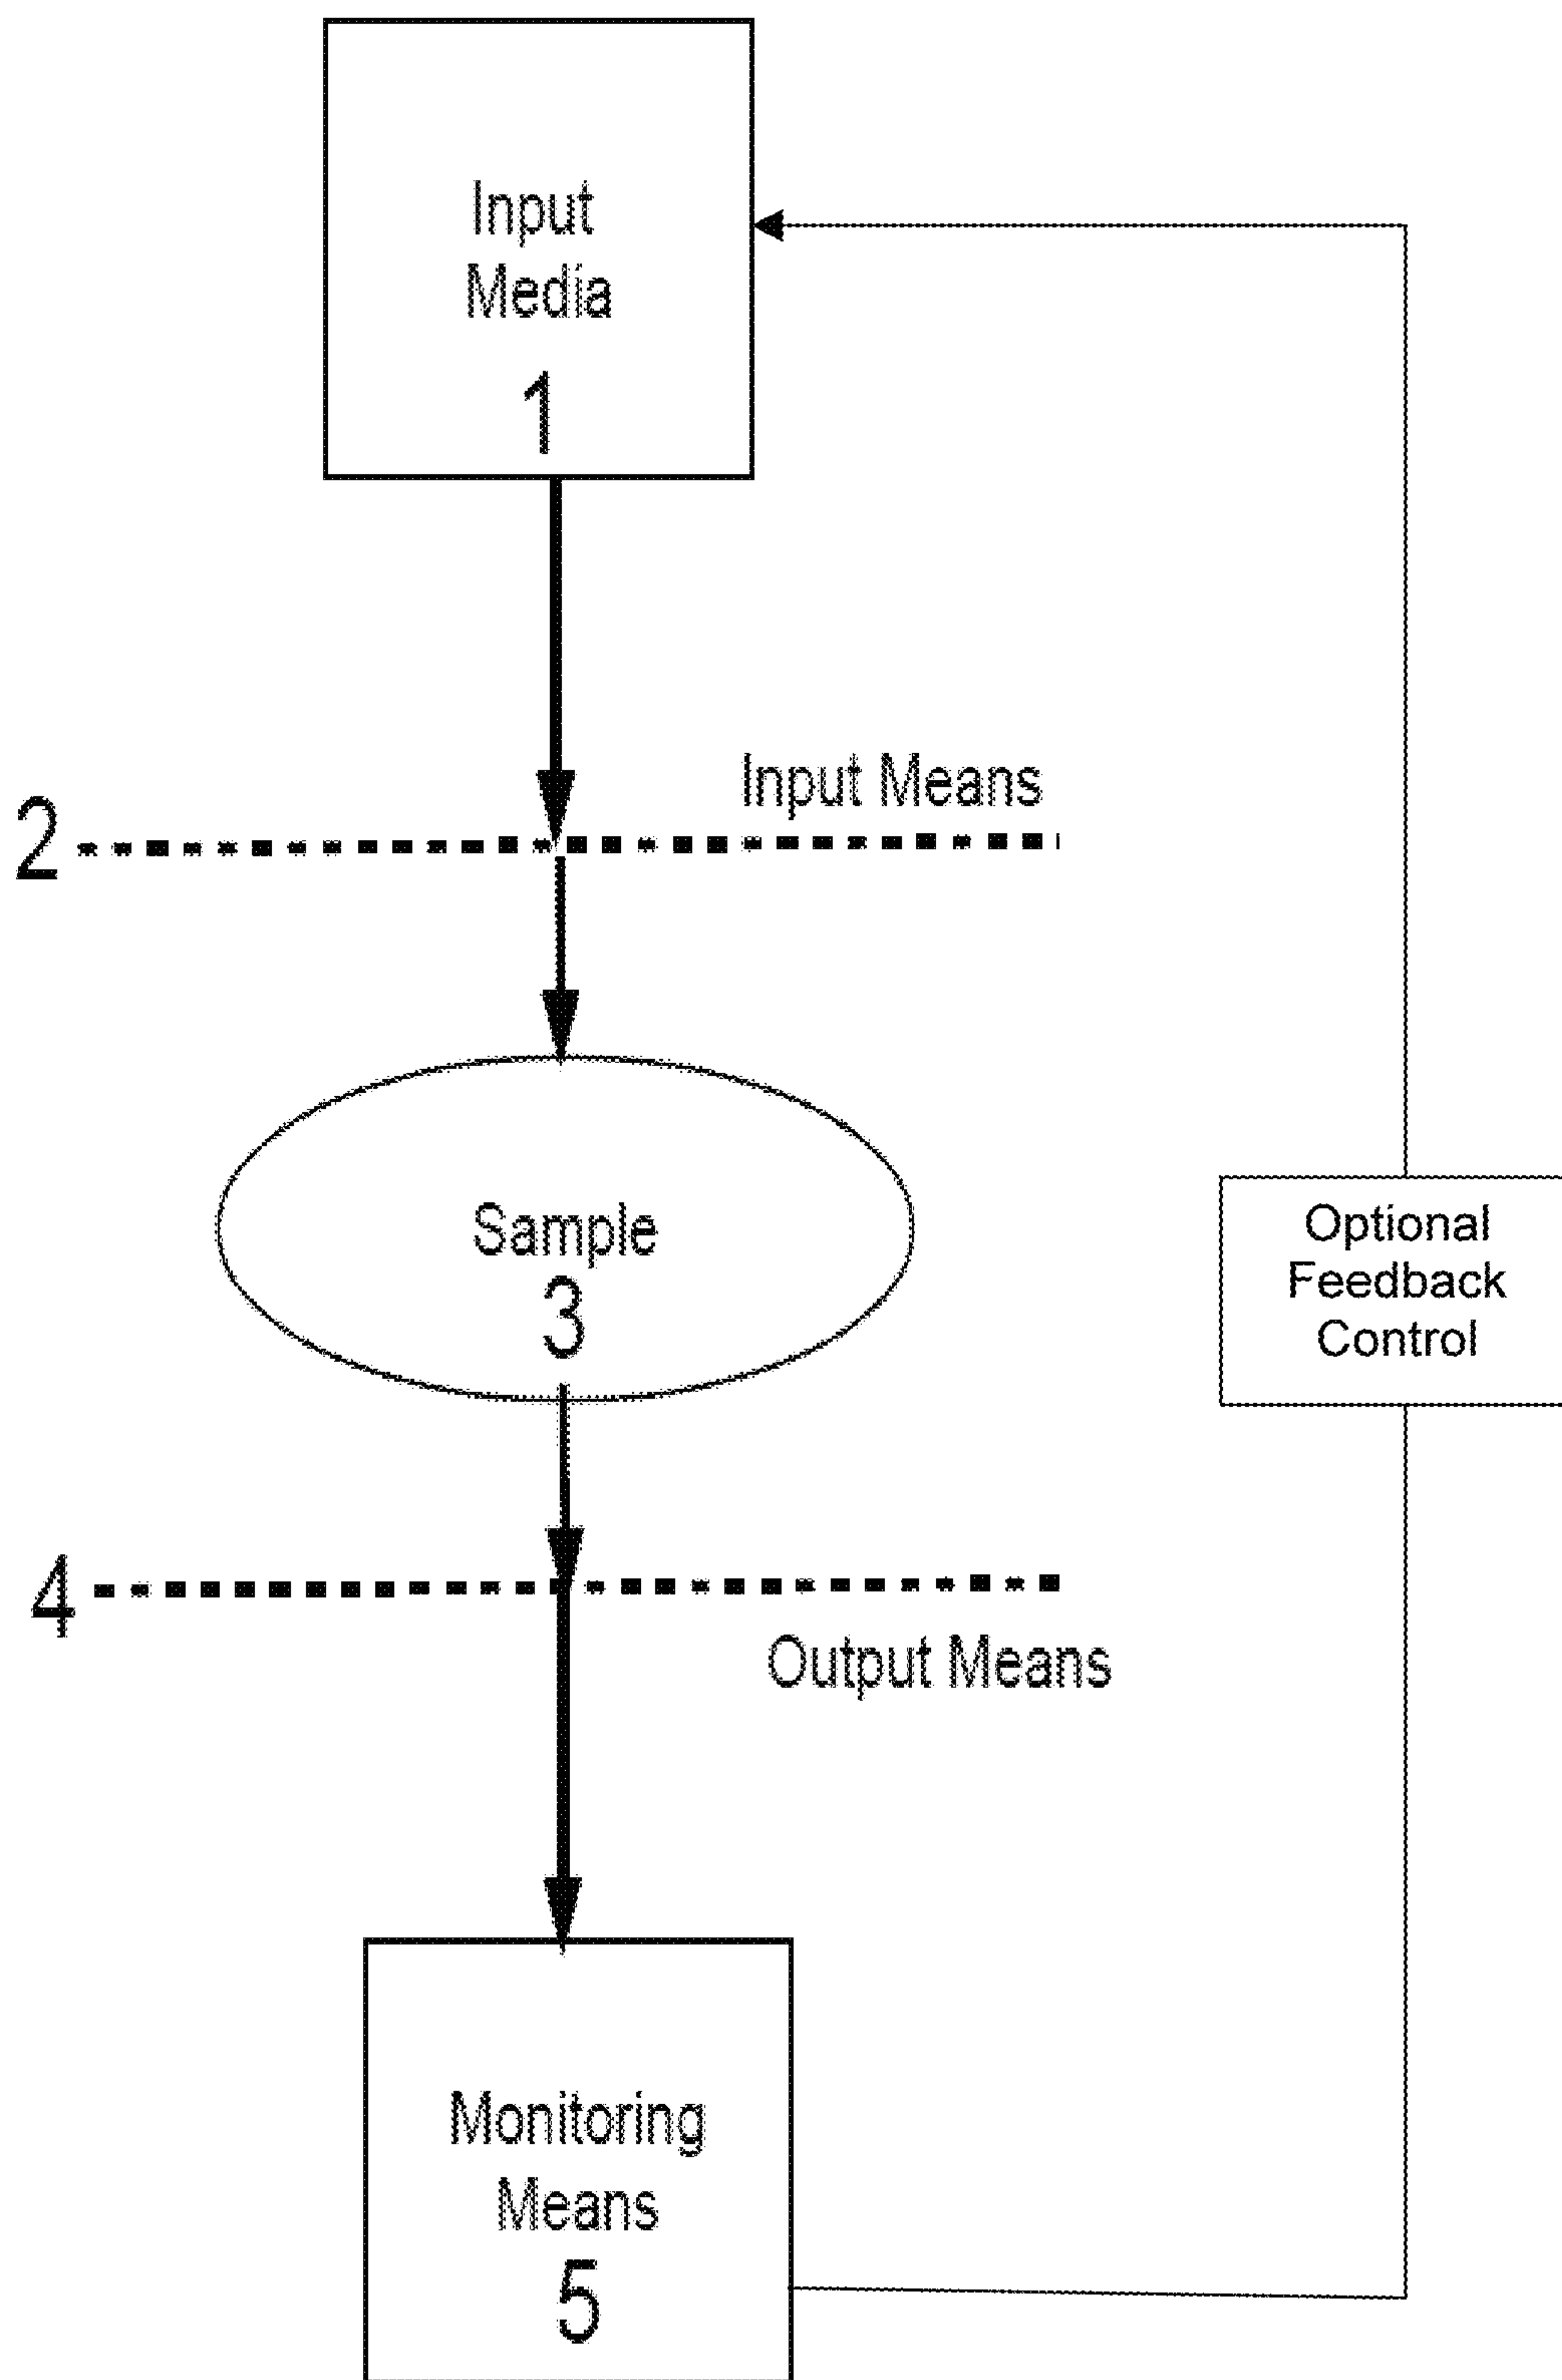 Input
Media
1
Input Means
2
Sample
3
Optional
Feedback
Control
4
Output Means
Monitoring
Means
5